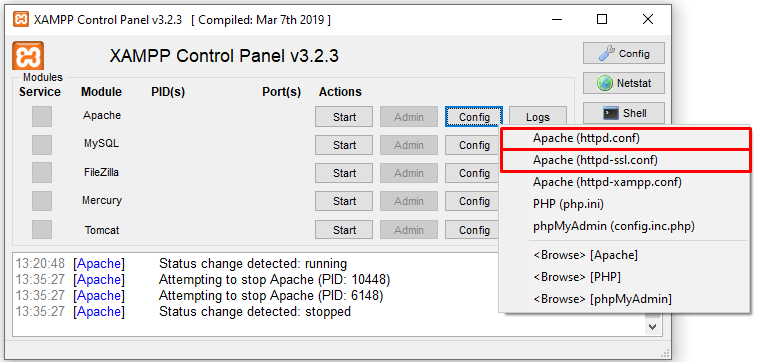 XAMPP Control Panel v3.2.3 [ Compiled: Mar 7th 2019 ]
XAMPP Control Panel v3.2.3
Config
Netstat
Shell
Modules
Service Module PID(s) Port(s) Actions
Apache Start Admin Config Logs
MySQL Start Admin Config
FileZilla Start Admin Config
Mercury Start Admin Config
Tomcat Start Admin Config
Apache (httpd.conf)
Apache (httpd-ssl.conf)
Apache (httpd-xampp.conf)
PHP (php.ini)
phpMyAdmin (config.inc.php)
<Browse> [Apache]
<Browse> [PHP]
<Browse> [phpMyAdmin]
13:20:48 [Apache] Status change detected: running
13:35:27 [Apache] Attempting to stop Apache (PID: 10448)
13:35:27 [Apache] Attempting to stop Apache (PID: 6148)
13:35:27 [Apache] Status change detected: stopped